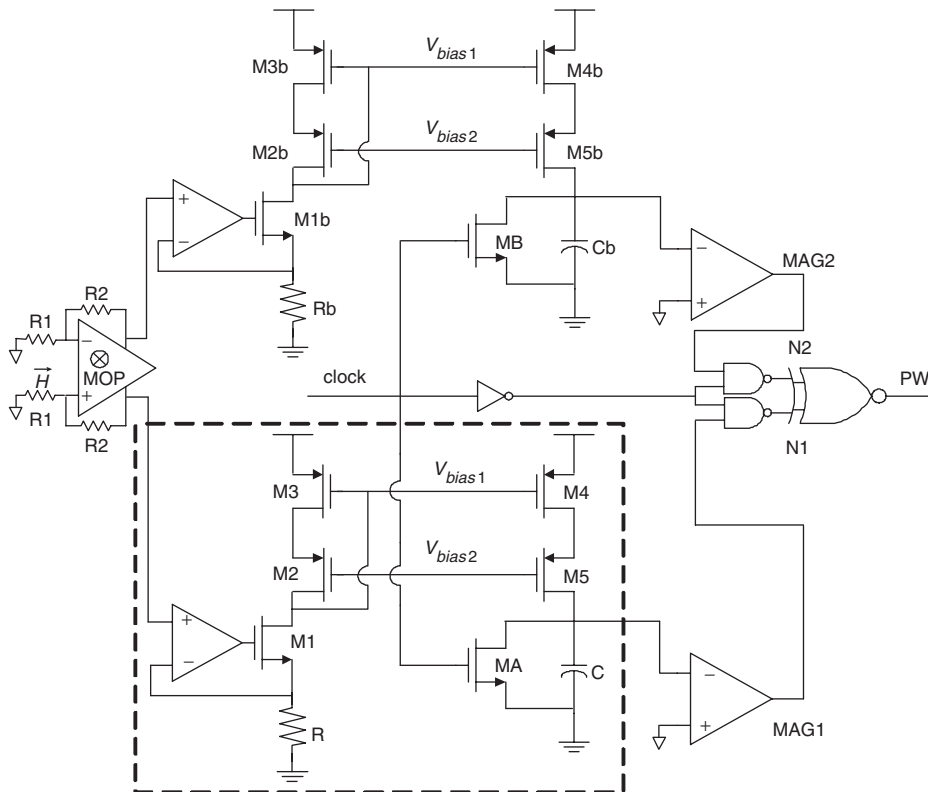 V_bias1
M3b
M4b
V_bias2
M2b
M5b
+
−
M1b
MB
Cb
−
+
MAG2
Rb
R2
R1
−
MOP
H
+
R1
R2
clock
N2
PW
N1
V_bias1
M3
M4
V_bias2
M2
M5
+
−
M1
MA
C
−
+
MAG1
R